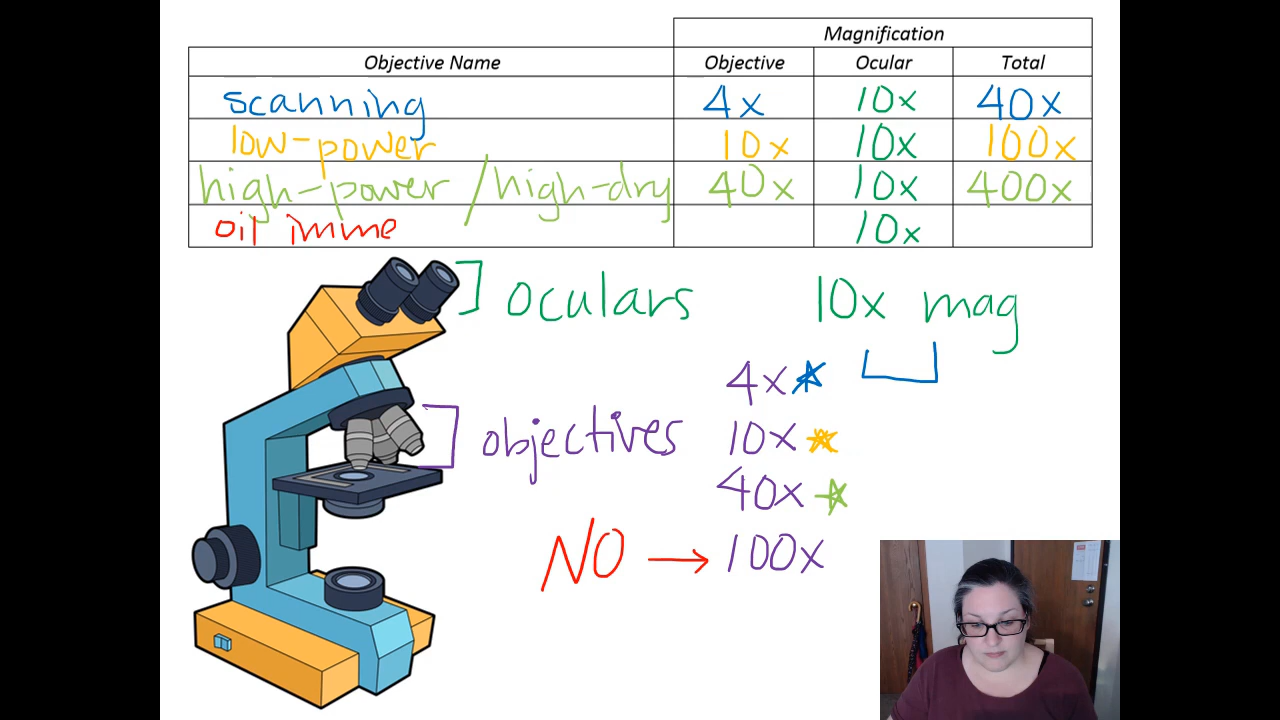 Magnification
Objective Name Objective Ocular Total
scanning 4x 10x 40x
low-power 10x 10x 100x
high-power / high-dry 40x 10x 400x
oil imme 10x
oculars 10x mag
4x
objectives 10x
40x
NO → 100x